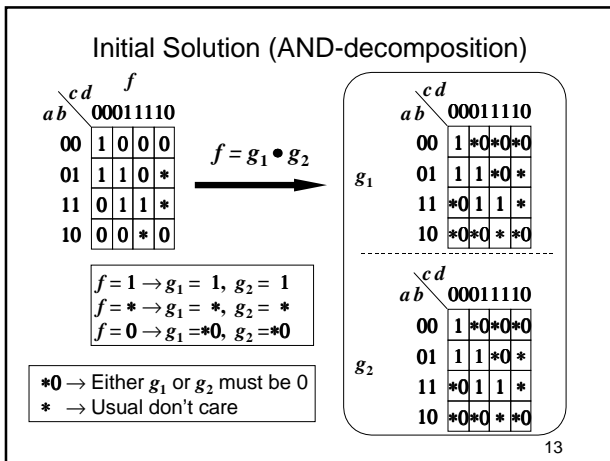 Initial Solution (AND-decomposition)
f
cd
ab 00011110
00 1 0 0 0
01 1 1 0 *
11 0 1 1 *
10 0 0 * 0
f = g1 ● g2
f = 1 → g1 = 1, g2 = 1
f = * → g1 = *, g2 = *
f = 0 → g1 = *0, g2 = *0
*0 → Either g1 or g2 must be 0
* → Usual don't care
g1
cd
ab 00011110
00 1 *0 *0 *0
01 1 1 *0 *
11 *0 1 1 *
10 *0 *0 * *0
g2
cd
ab 00011110
00 1 *0 *0 *0
01 1 1 *0 *
11 *0 1 1 *
10 *0 *0 * *0
13